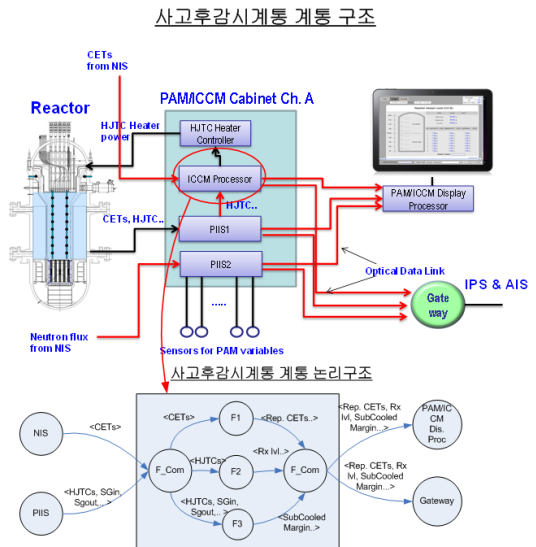 사고후감시계통 계통 구조
CETs
from NIS
Reactor
PAM/ICCM Cabinet Ch. A
HJTC Heater
power
HJTC Heater
Controller
ICCM Processor
HJTC..
CETs, HJTC..
PIIS1
PIIS2
PAM/ICCM Display
Processor
Optical Data Link
IPS & AIS
Gate
way
.....
Neutron flux
from NIS
Sensors for PAM variables
사고후감시계통 계통 논리구조
NIS
<CETs>
PIIS
<HJTCs, SGin,
Sgout,...>
F_Com
<CETs>
F1
<Rep. CETs..>
<HJTCs>
F2
<Rx lvl..>
<HJTCs, SGin,
Sgout,..>
F3
<SubCooled
Margin..>
F_Com
<Rep. CETs, Rx
lvl, SubCooled
Margin...>
PAM/IC
CM
Dis.
Proc
<Rep. CETs, Rx
lvl, SubCooled
Margin...>
Gateway